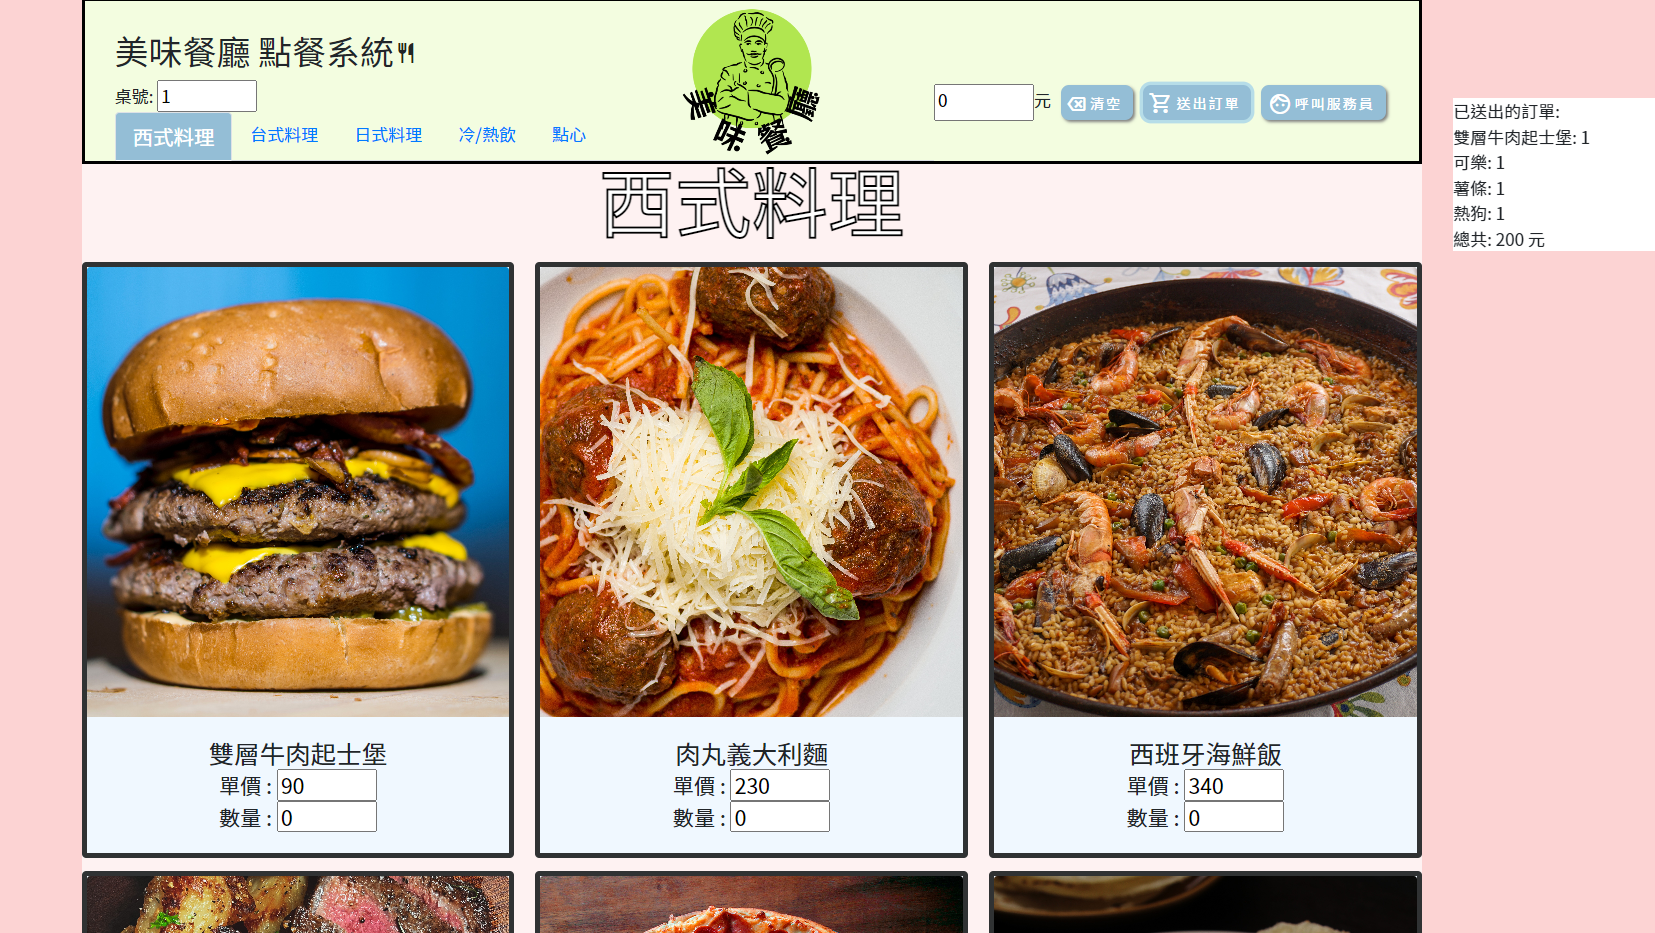 美味餐廳 點餐系統
桌號: 1
西式料理 台式料理 日式料理 冷/熱飲 點心
美味餐廳
0 元 清空 送出訂單 呼叫服務員
已送出的訂單:
雙層牛肉起士堡: 1
可樂: 1
薯條: 1
熱狗: 1
總共: 200 元
西式料理
雙層牛肉起士堡
單價 : 90
數量 : 0
肉丸義大利麵
單價 : 230
數量 : 0
西班牙海鮮飯
單價 : 340
數量 : 0